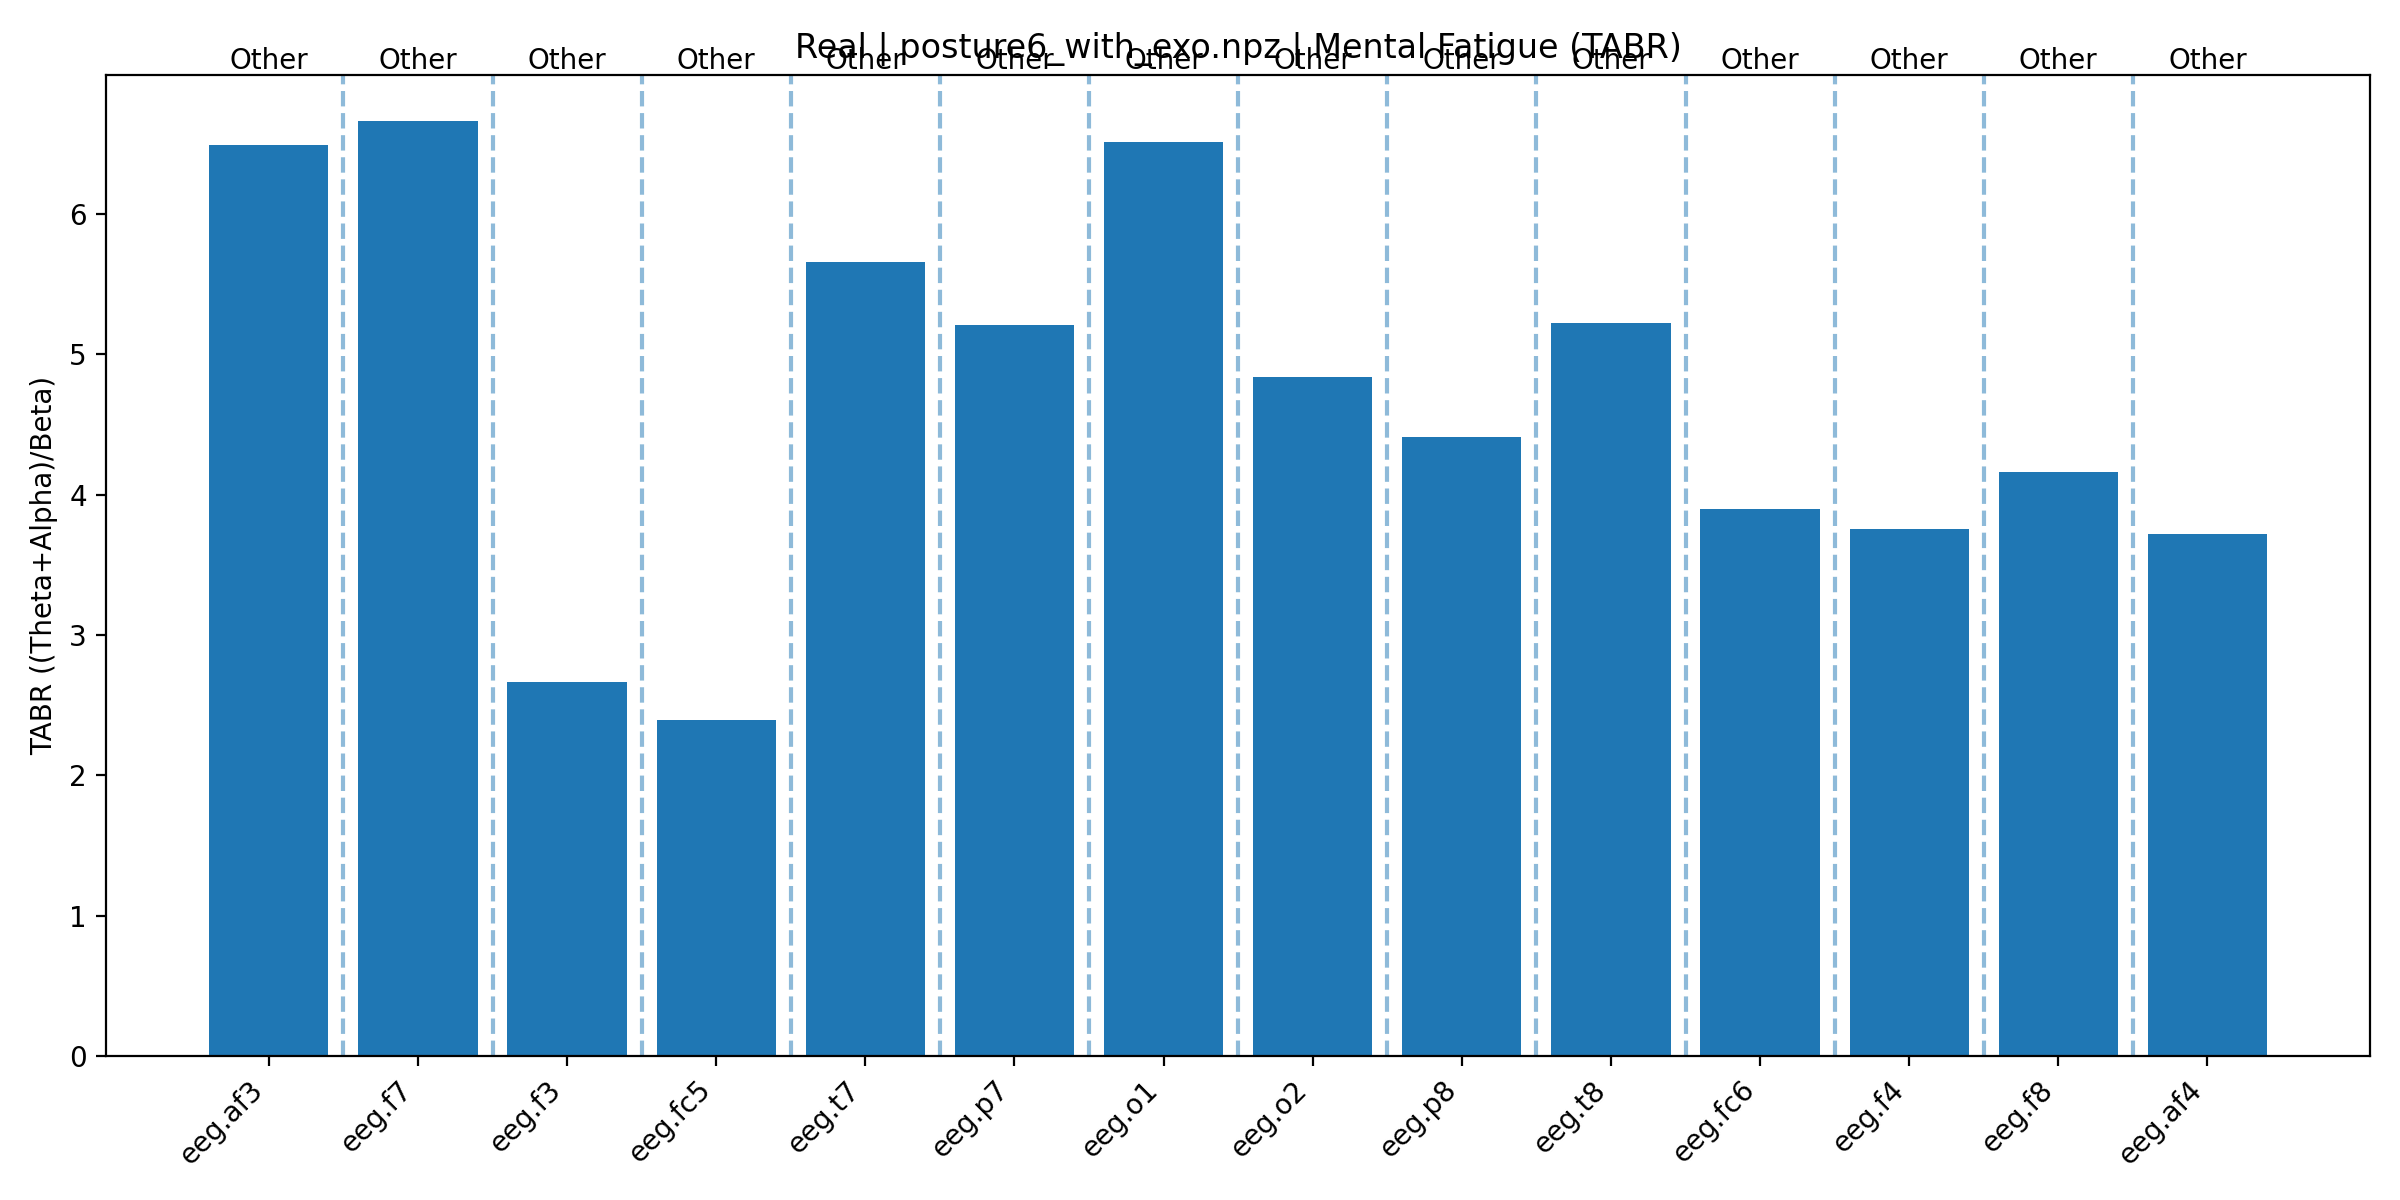 Real | posture6_with_exo.npz | Mental Fatigue (TABR)
Other Other Other Other Other Other Other Other Other Other Other Other Other Other
TABR ((Theta+Alpha)/Beta)
6
5
4
3
2
1
0
eeg.af3 eeg.f7 eeg.f3 eeg.fc5 eeg.t7 eeg.p7 eeg.o1 eeg.o2 eeg.p8 eeg.t8 eeg.fc6 eeg.f4 eeg.f8 eeg.af4